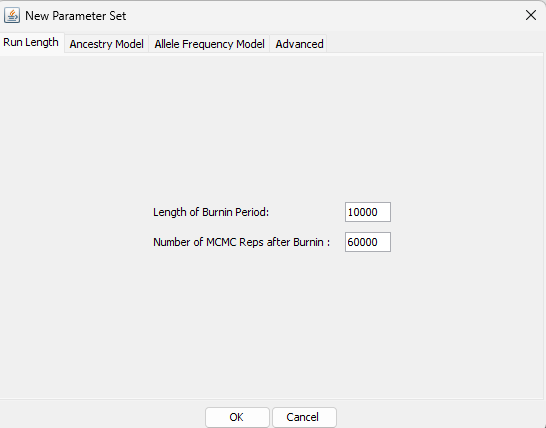 New Parameter Set
Run Length Ancestry Model Allele Frequency Model Advanced
Length of Burnin Period: 10000
Number of MCMC Reps after Burnin : 60000
OK Cancel